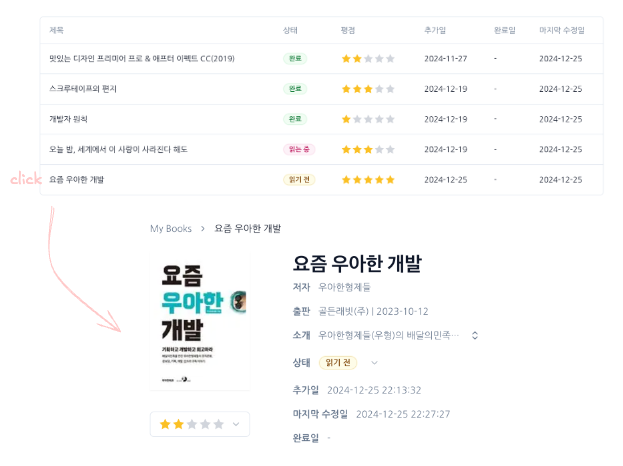 제목 상태 평점 추가일 완료일 마지막 수정일
맛있는 디자인 프리미어 프로 & 애프터 이펙트 CC(2019) 완료 2024-11-27 - 2024-12-25
스크루테이프의 편지 완료 2024-12-19 - 2024-12-25
개발자 원칙 완료 2024-12-19 - 2024-12-25
오늘 밤, 세계에서 이 사랑이 사라진다 해도 읽는 중 2024-12-19 - 2024-12-25
click 요즘 우아한 개발 읽기 전 2024-12-25 - 2024-12-25
My Books > 요즘 우아한 개발
요즘
우아한
개발
기획하고 개발하고 회고하라
요즘 우아한 개발
저자 우아한형제들
출판 골든래빗(주) | 2023-10-12
소개 우아한형제들(우형)의 배달의민족…
상태 읽기 전
추가일 2024-12-25 22:13:32
마지막 수정일 2024-12-25 22:27:27
완료일 -